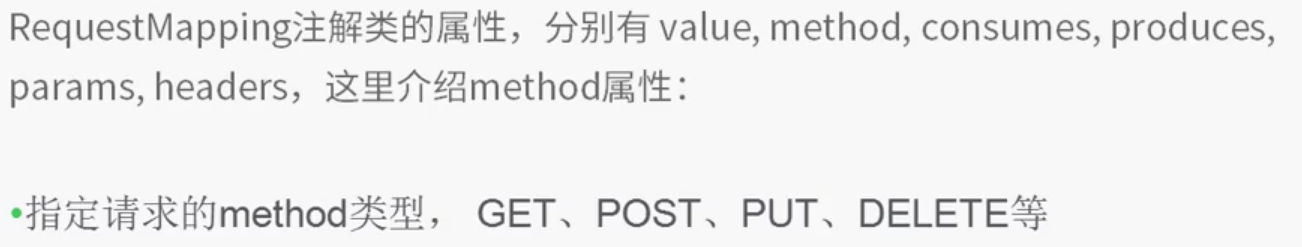 RequestMapping注解类的属性，分别有 value, method, consumes, produces,
params, headers，这里介绍method属性：
•指定请求的method类型， GET、POST、PUT、DELETE等